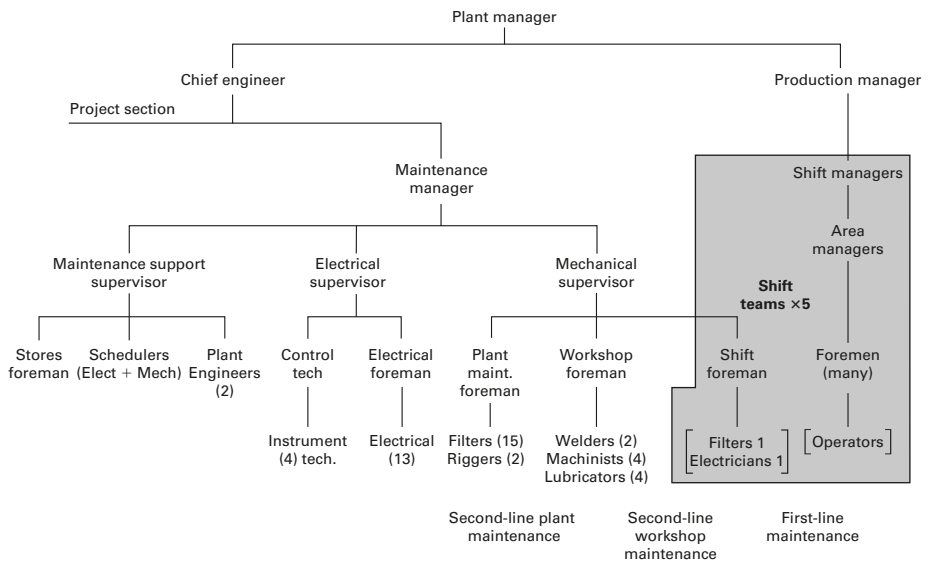 Plant manager
Chief engineer
Production manager
Project section
Maintenance
manager
Shift managers
Area
managers
Maintenance support
supervisor
Electrical
supervisor
Mechanical
supervisor
Shift
teams ×5
Stores
foreman
Schedulers
(Elect + Mech)
Plant
Engineers
(2)
Control
tech
Electrical
foreman
Plant
maint.
foreman
Workshop
foreman
Shift
foreman
Foremen
(many)
Instrument
(4) tech.
Electrical
(13)
Filters (15)
Riggers (2)
Welders (2)
Machinists (4)
Lubricators (4)
Filters 1
Electricians 1
Operators
Second-line plant
maintenance
Second-line
workshop
maintenance
First-line
maintenance